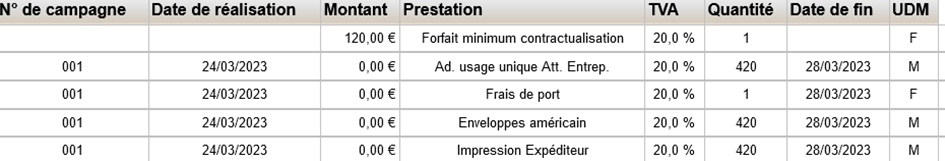 N° de campagne Date de réalisation Montant Prestation TVA Quantité Date de fin UDM
120,00 € Forfait minimum contractualisation 20,0 % 1 F
001 24/03/2023 0,00 € Ad. usage unique Att. Entrep. 20,0 % 420 28/03/2023 M
001 24/03/2023 0,00 € Frais de port 20,0 % 1 28/03/2023 F
001 24/03/2023 0,00 € Enveloppes américain 20,0 % 420 28/03/2023 M
001 24/03/2023 0,00 € Impression Expéditeur 20,0 % 420 28/03/2023 M